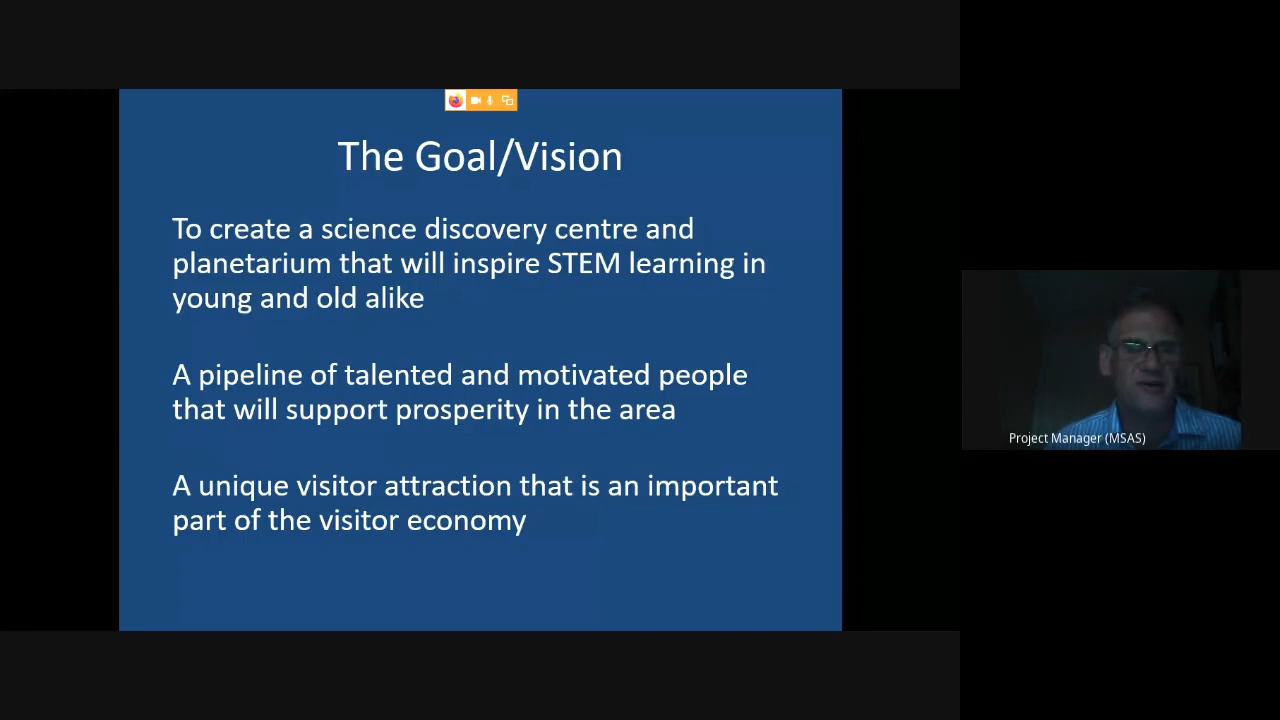 The Goal/Vision
To create a science discovery centre and
planetarium that will inspire STEM learning in
young and old alike
A pipeline of talented and motivated people
that will support prosperity in the area
A unique visitor attraction that is an important
part of the visitor economy
Project Manager (MSAS)